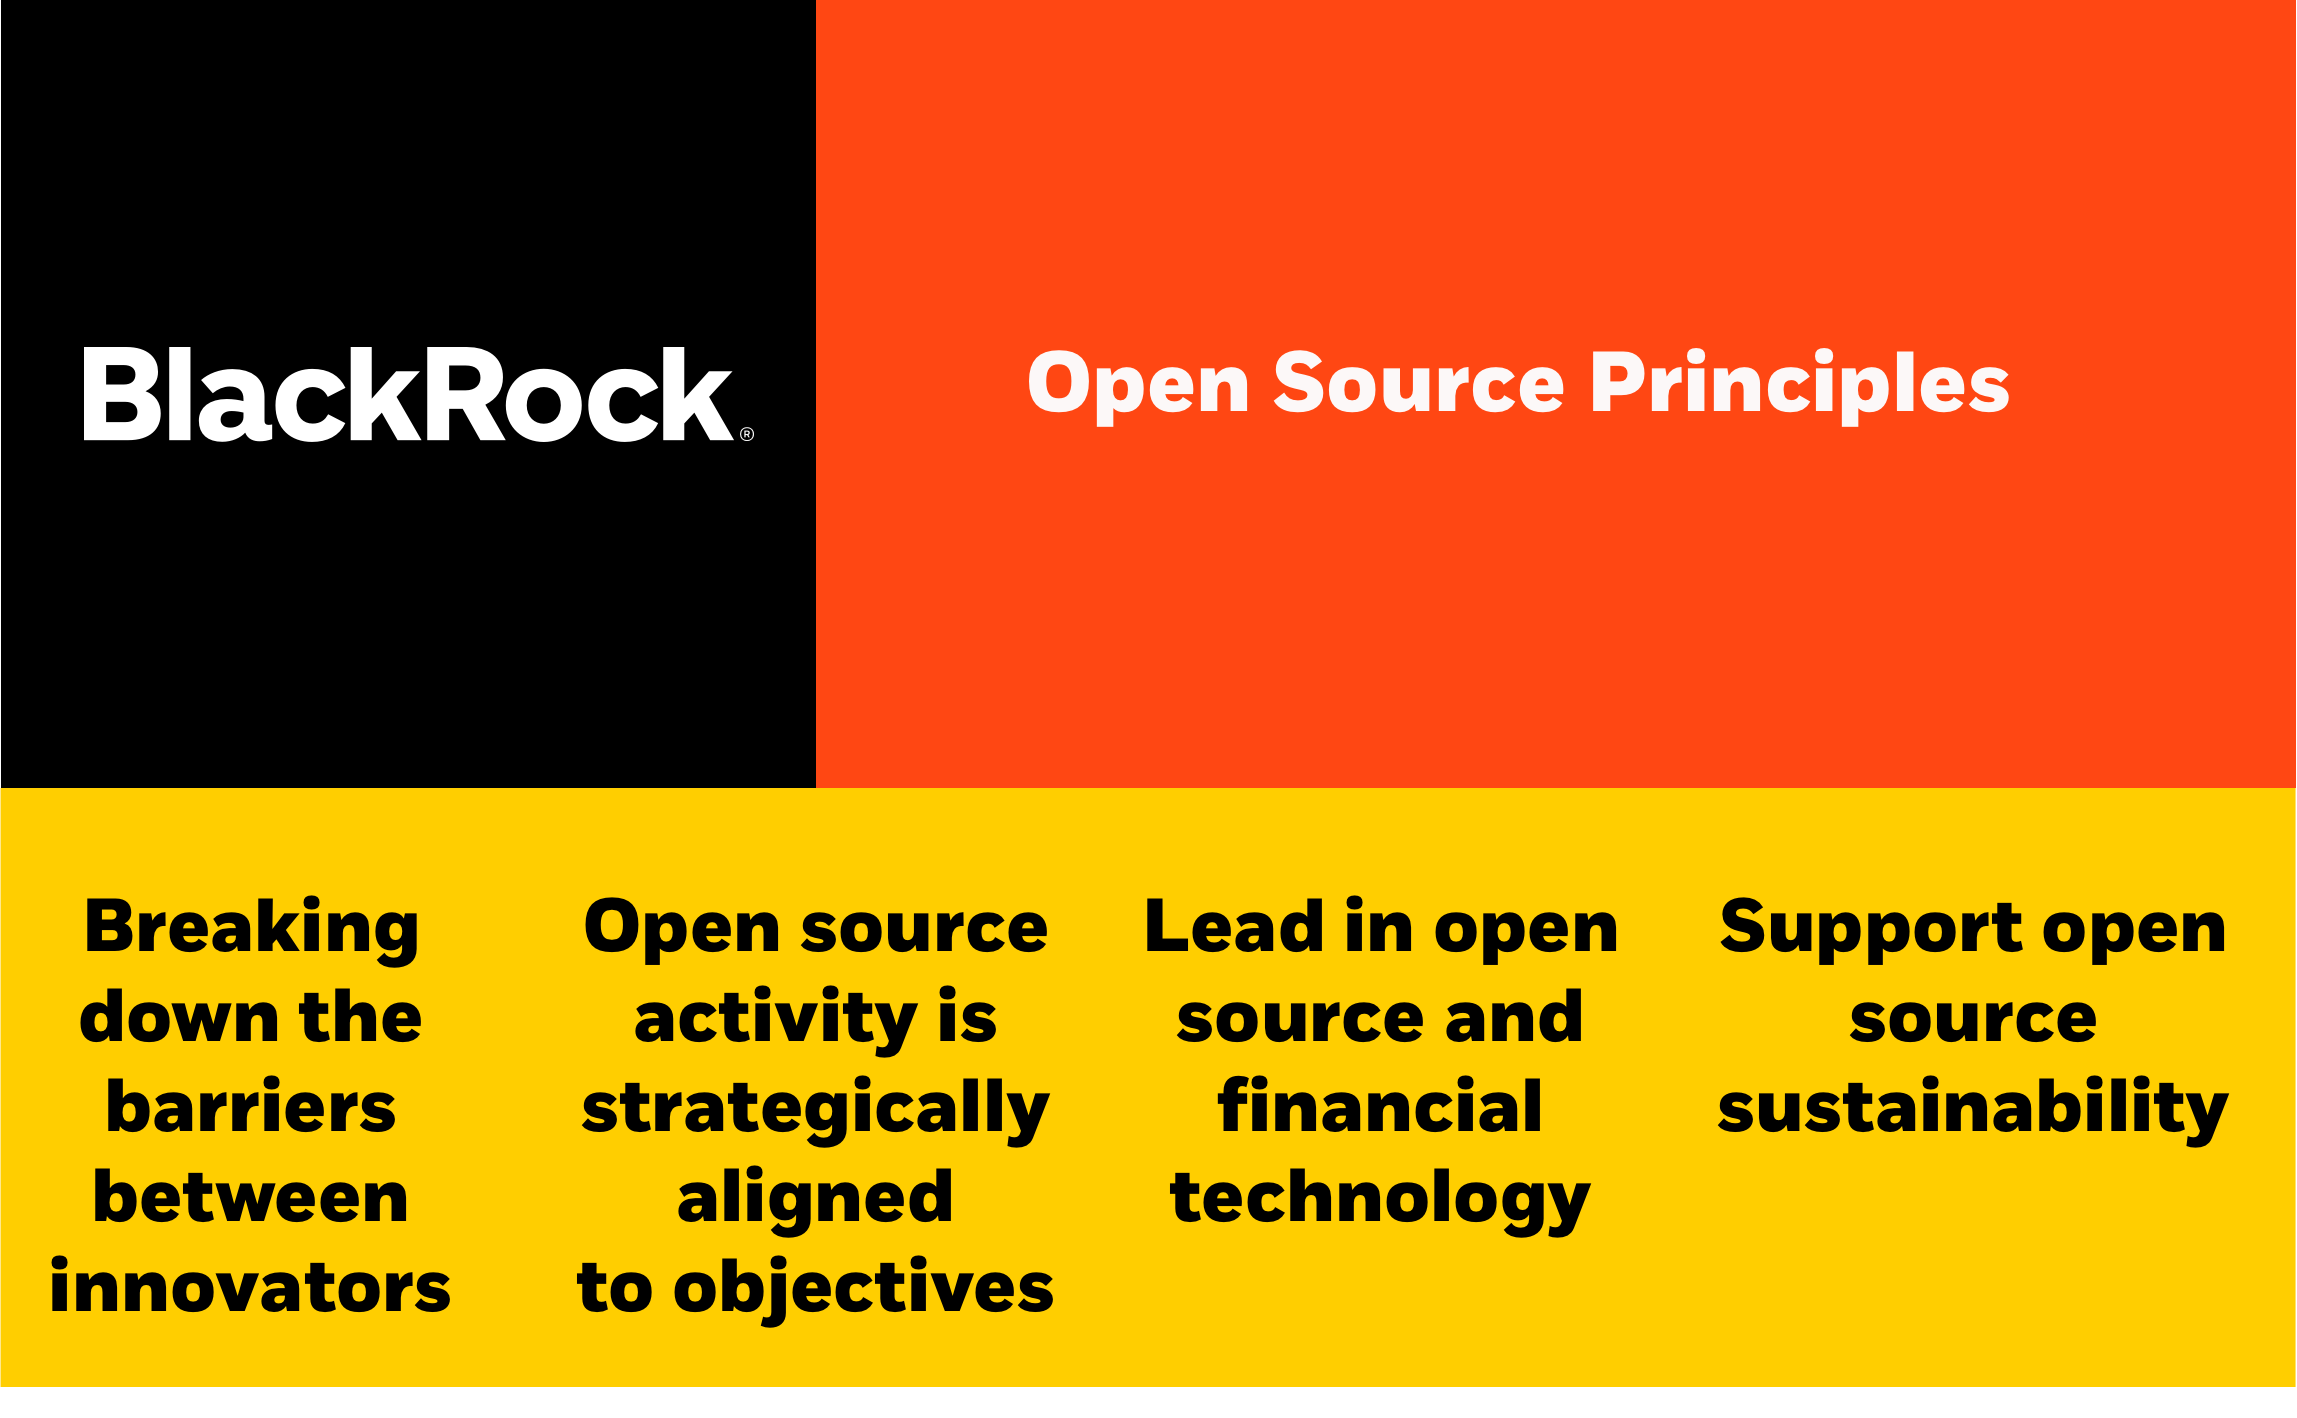 BlackRock®
Open Source Principles
Breaking
down the
barriers
between
innovators
Open source
activity is
strategically
aligned
to objectives
Lead in open
source and
financial
technology
Support open
source
sustainability